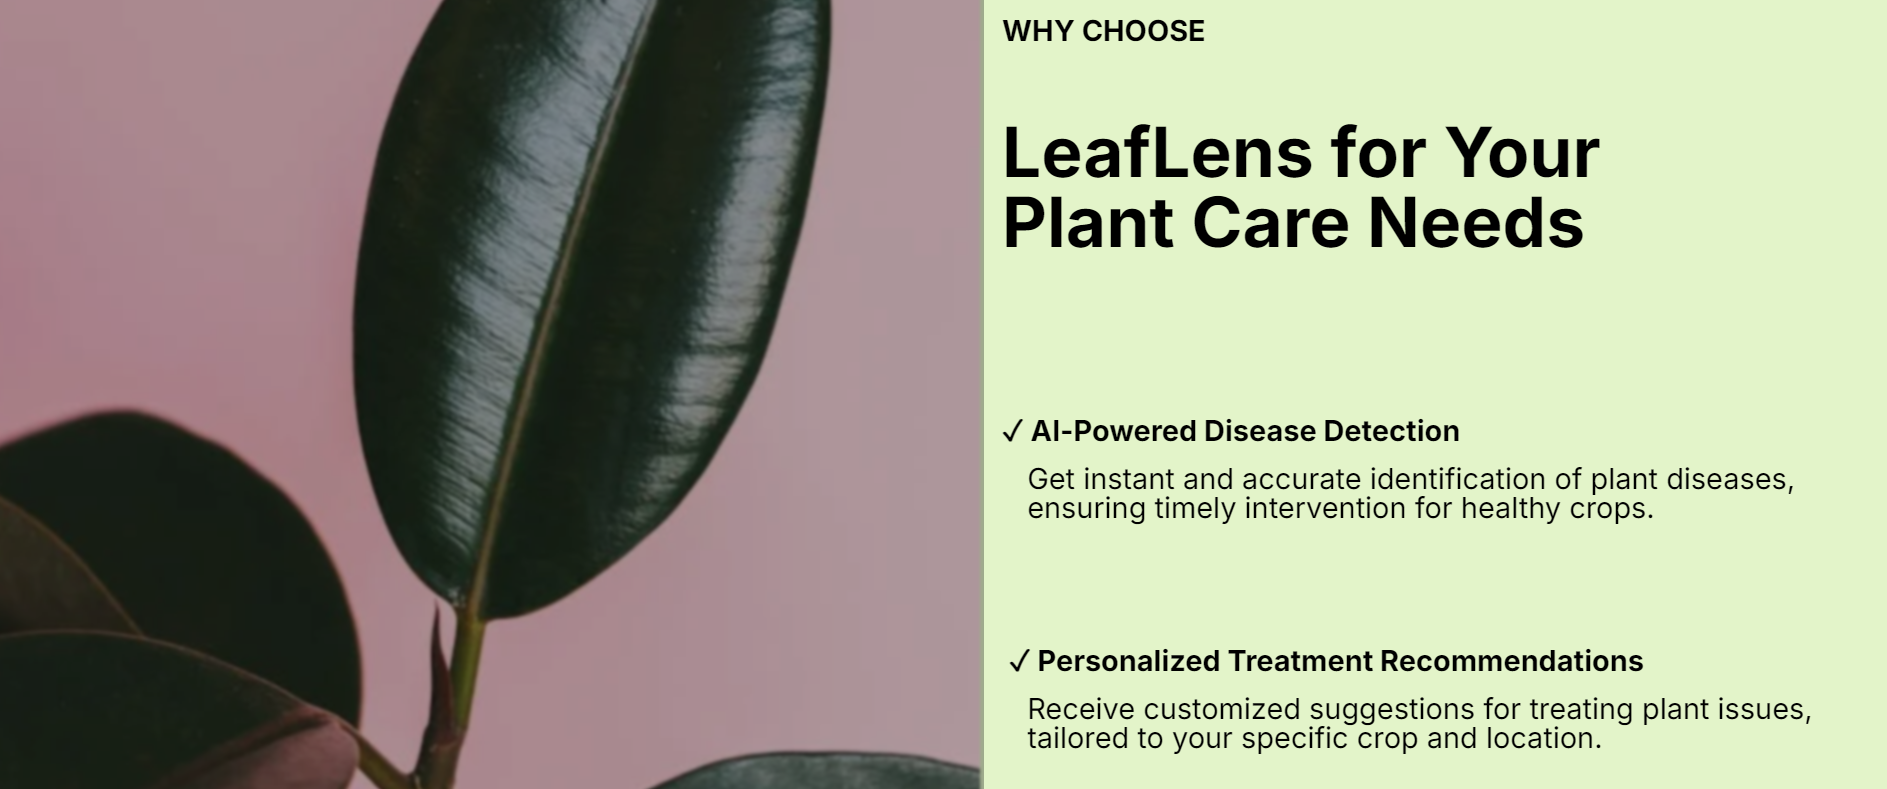 WHY CHOOSE
LeafLens for Your
Plant Care Needs
✓ AI-Powered Disease Detection
Get instant and accurate identification of plant diseases,
ensuring timely intervention for healthy crops.
✓ Personalized Treatment Recommendations
Receive customized suggestions for treating plant issues,
tailored to your specific crop and location.